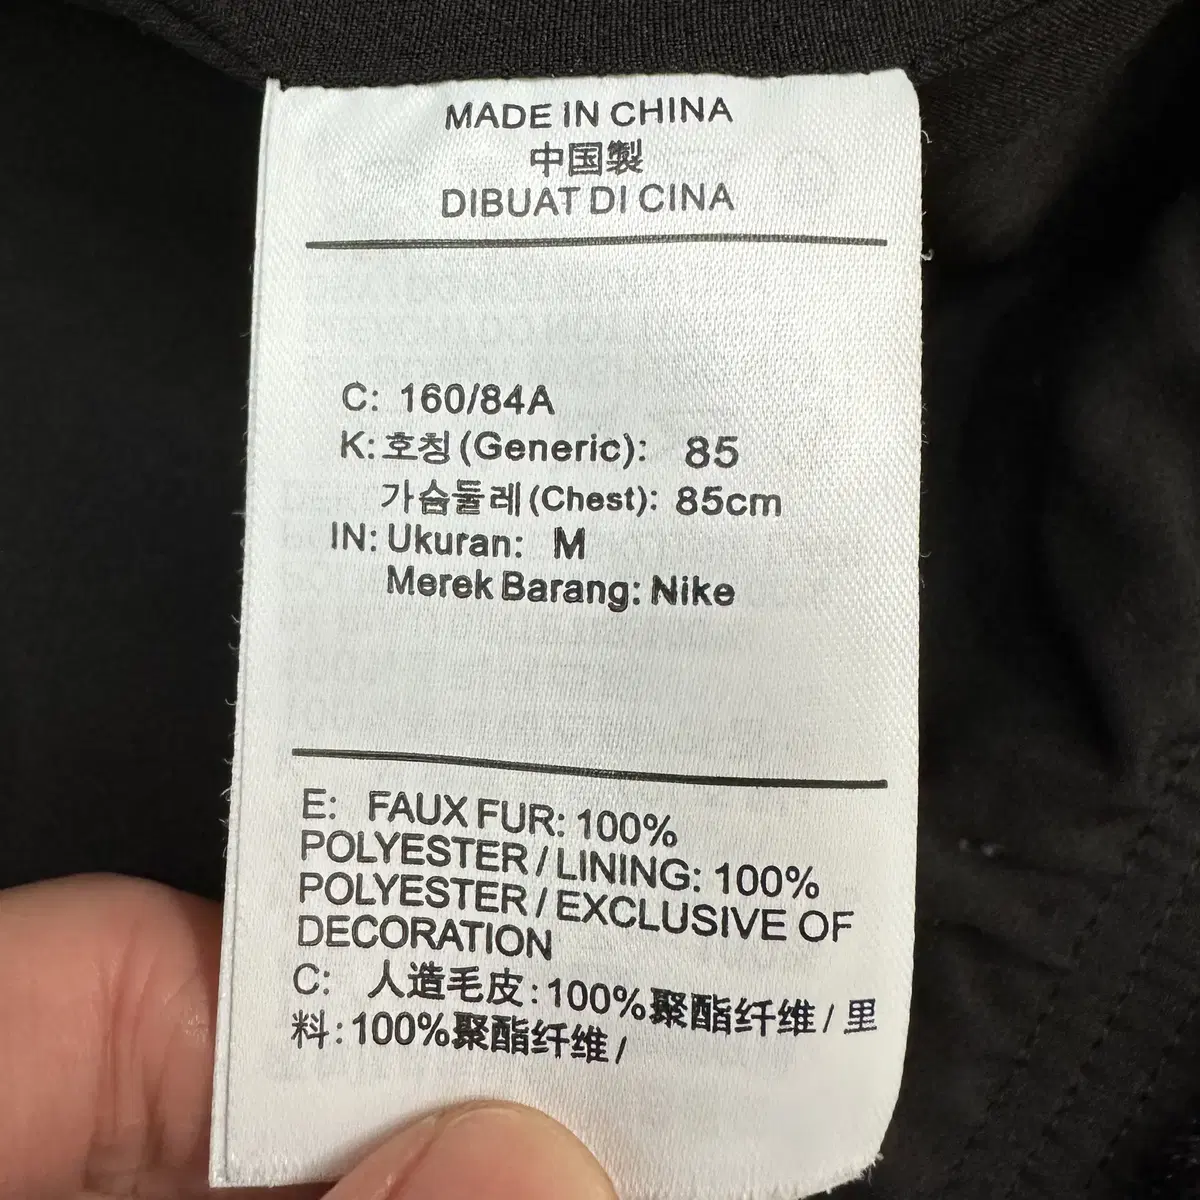 MADE IN CHINA
中国製
DIBUAT DI CINA
C: 160/84A
K: 호칭 (Generic): 85
가슴둘레 (Chest): 85cm
IN: Ukuran: M
Merek Barang: Nike
E: FAUX FUR: 100%
POLYESTER / LINING: 100%
POLYESTER / EXCLUSIVE OF
DECORATION
C: 人造毛皮: 100%聚酯纤维 / 里
料: 100%聚酯纤维 /